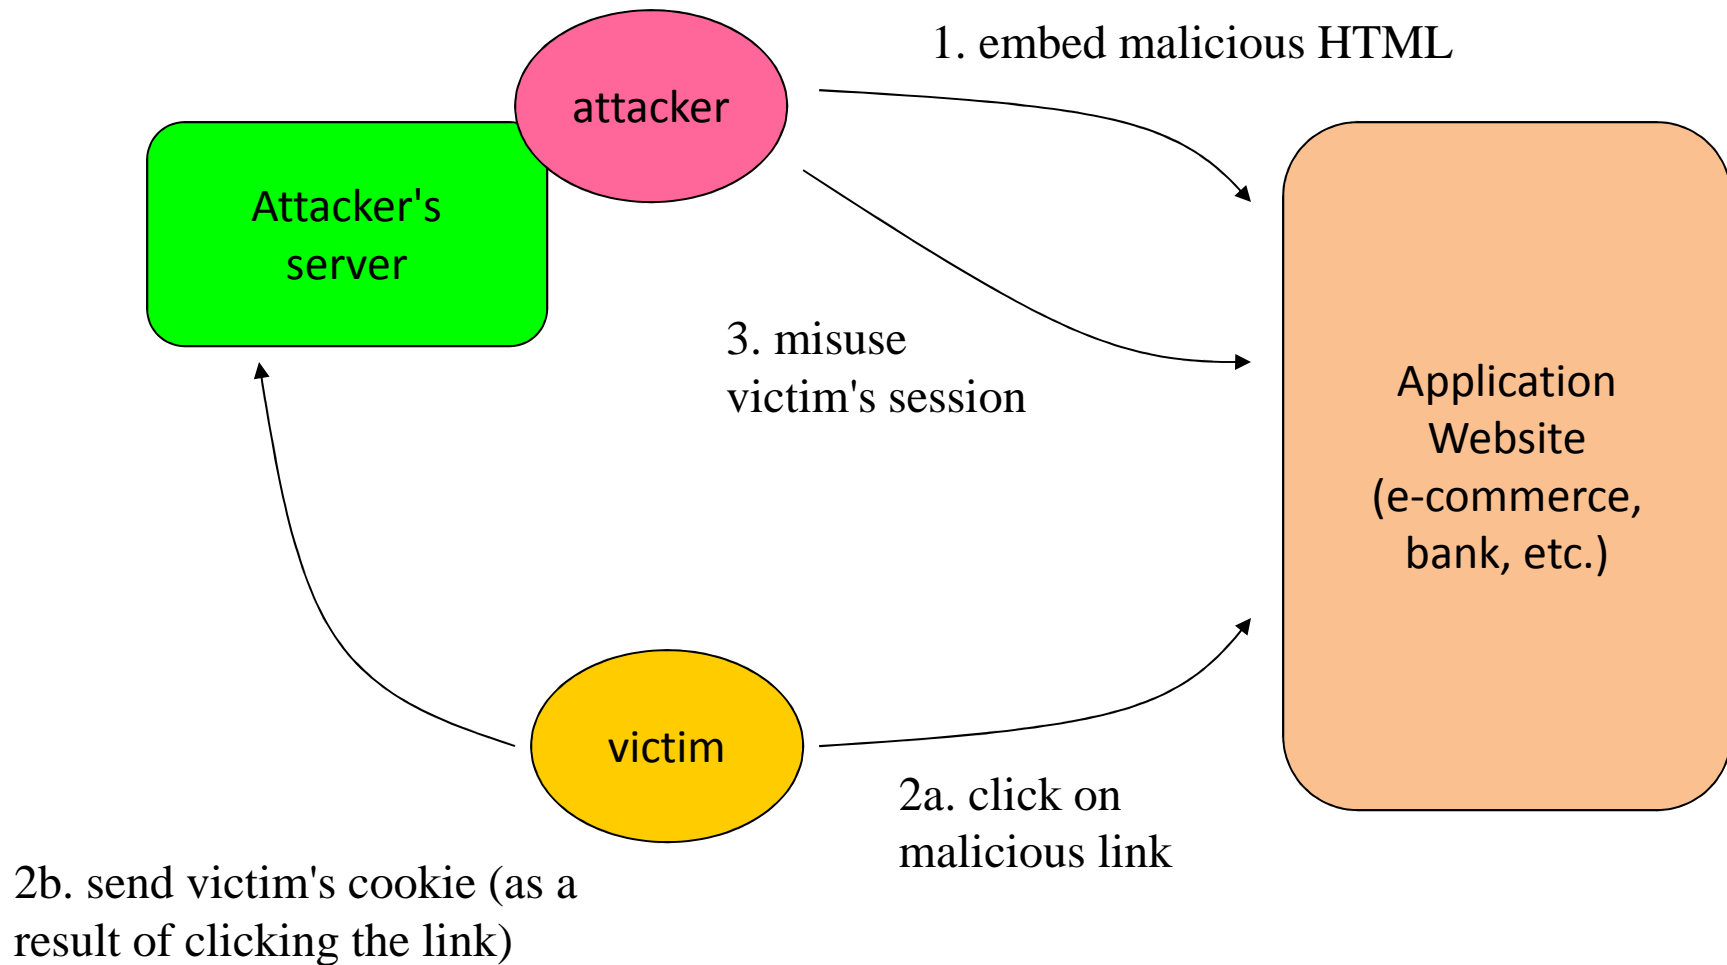 1. embed malicious HTML
attacker
Attacker's
server
3. misuse
victim's session
Application
Website
(e-commerce,
bank, etc.)
victim
2a. click on
malicious link
2b. send victim's cookie (as a
result of clicking the link)